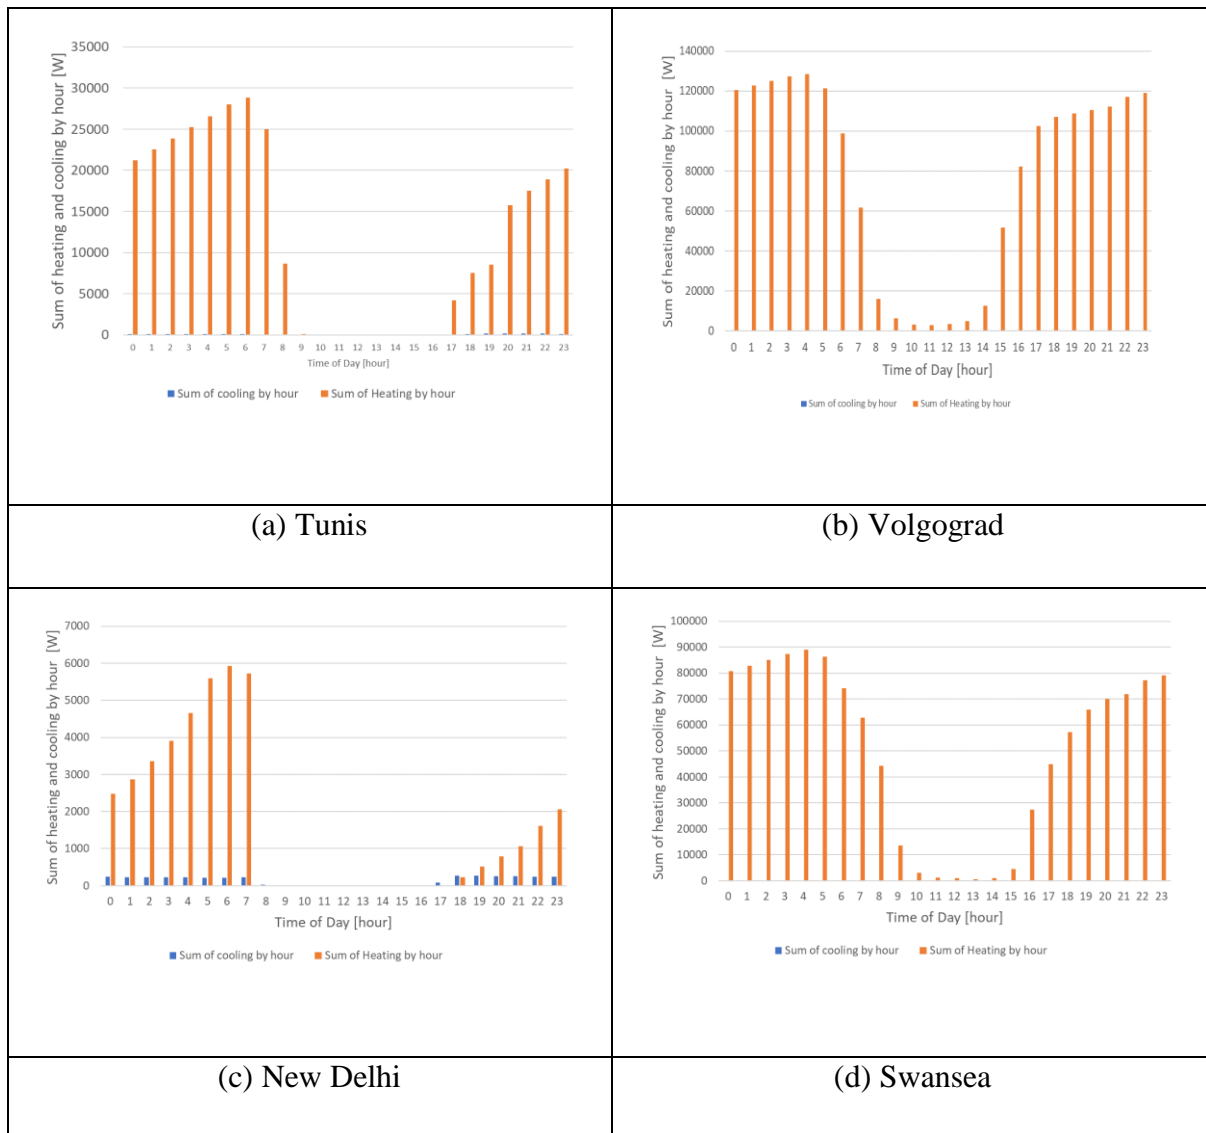 Sum of heating and cooling by hour [W]
35000
30000
25000
20000
15000
10000
5000
0
0 1 2 3 4 5 6 7 8 9 10 11 12 13 14 15 16 17 18 19 20 21 22 23
Time of Day [hour]
Sum of cooling by hour Sum of Heating by hour
(a) Tunis
Sum of heating and cooling by hour [W]
140000
120000
100000
80000
60000
40000
20000
0
0 1 2 3 4 5 6 7 8 9 10 11 12 13 14 15 16 17 18 19 20 21 22 23
Time of Day [hour]
Sum of cooling by hour Sum of Heating by hour
(b) Volgograd
Sum of heating and cooling by hour [W]
7000
6000
5000
4000
3000
2000
1000
0
0 1 2 3 4 5 6 7 8 9 10 11 12 13 14 15 16 17 18 19 20 21 22 23
Time of Day [hour]
Sum of cooling by hour Sum of Heating by hour
(c) New Delhi
Sum of heating and cooling by hour [W]
100000
90000
80000
70000
60000
50000
40000
30000
20000
10000
0
0 1 2 3 4 5 6 7 8 9 10 11 12 13 14 15 16 17 18 19 20 21 22 23
Time of Day [hour]
Sum of cooling by hour Sum of Heating by hour
(d) Swansea